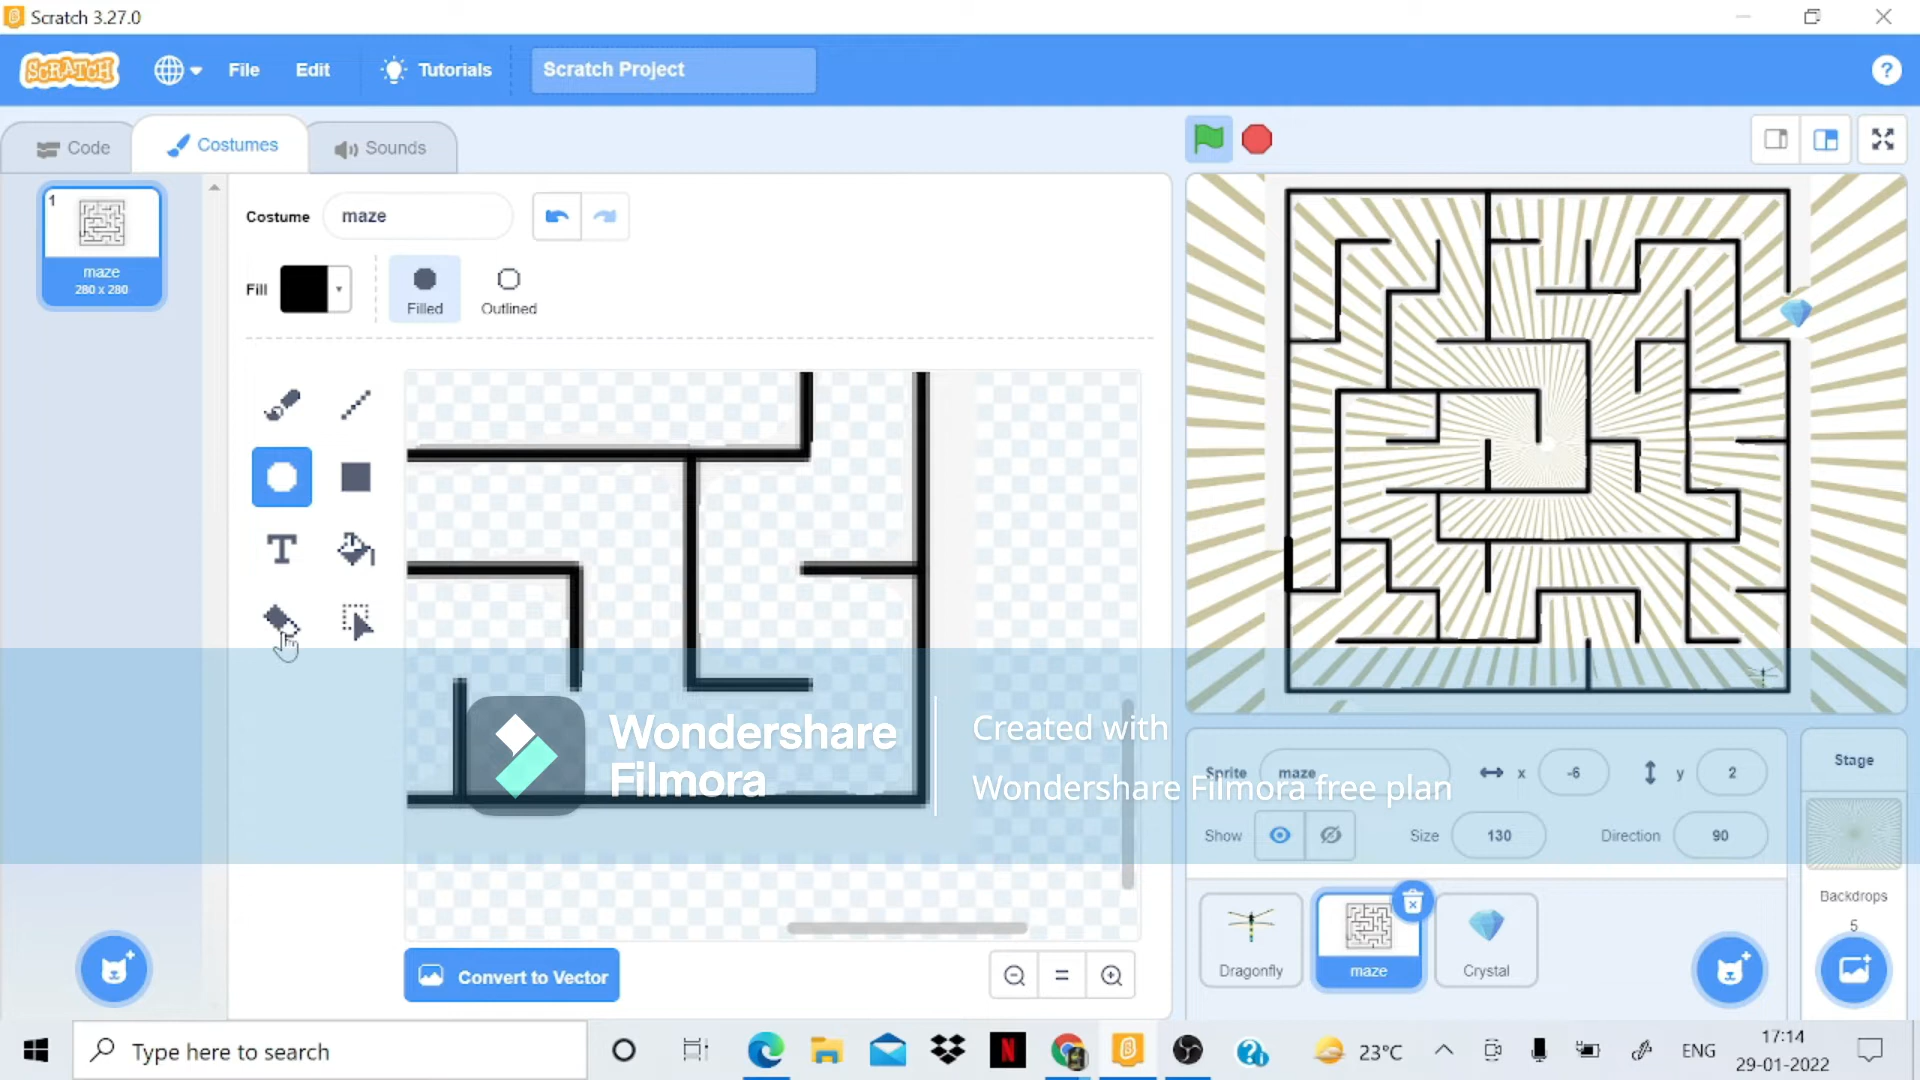 Scratch 3.27.0
SCRATCH
File
Edit
Tutorials
Scratch Project
?
Code
Costumes
Sounds
1
maze
280 x 280
Costume
maze
Fill
Filled
Outlined
T
Wondershare
Filmora
Created with
Wondershare Filmora free plan
Sprite
maze
x
-6
y
2
Show
Size
130
Direction
90
Stage
Backdrops
5
Dragonfly
maze
Crystal
Convert to Vector
Type here to search
N
23°C
ENG
17:14
29-01-2022